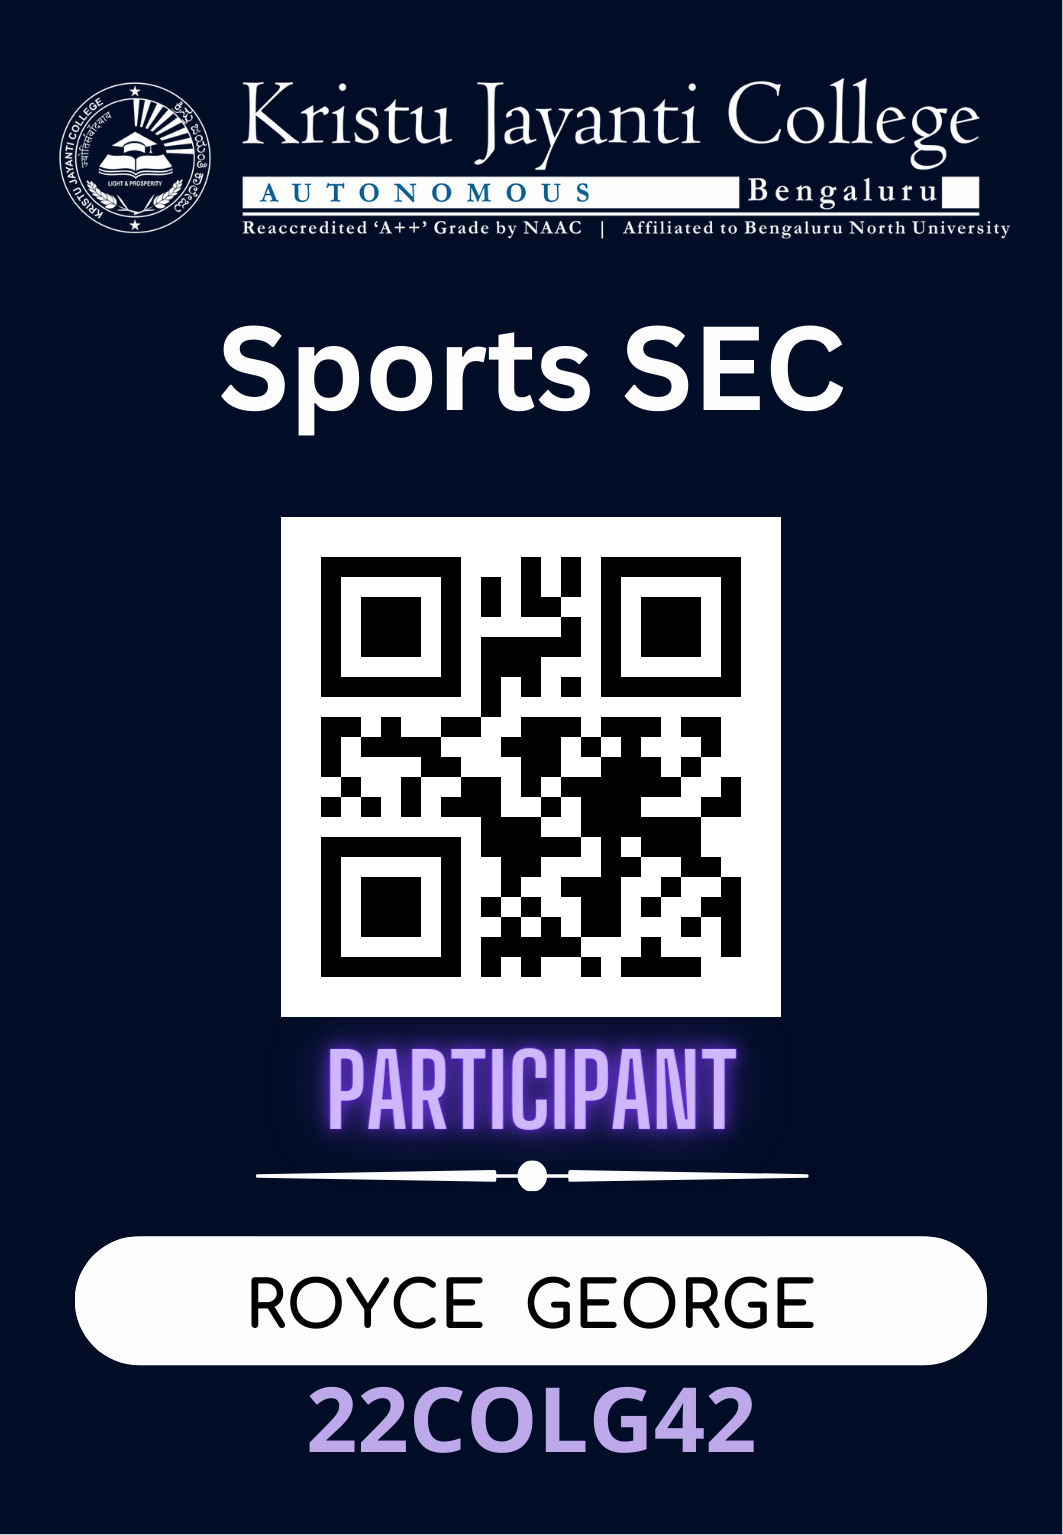 KRISTU JAYANTI COLLEGE
ಕ್ರಿಸ್ತು ಜಯಂತಿ ಕಾಲೇಜು
LIGHT & PROSPERITY
Kristu Jayanti College
AUTONOMOUS Bengaluru
Reaccredited ‘A++’ Grade by NAAC | Affiliated to Bengaluru North University
Sports SEC
PARTICIPANT
ROYCE GEORGE
22COLG42